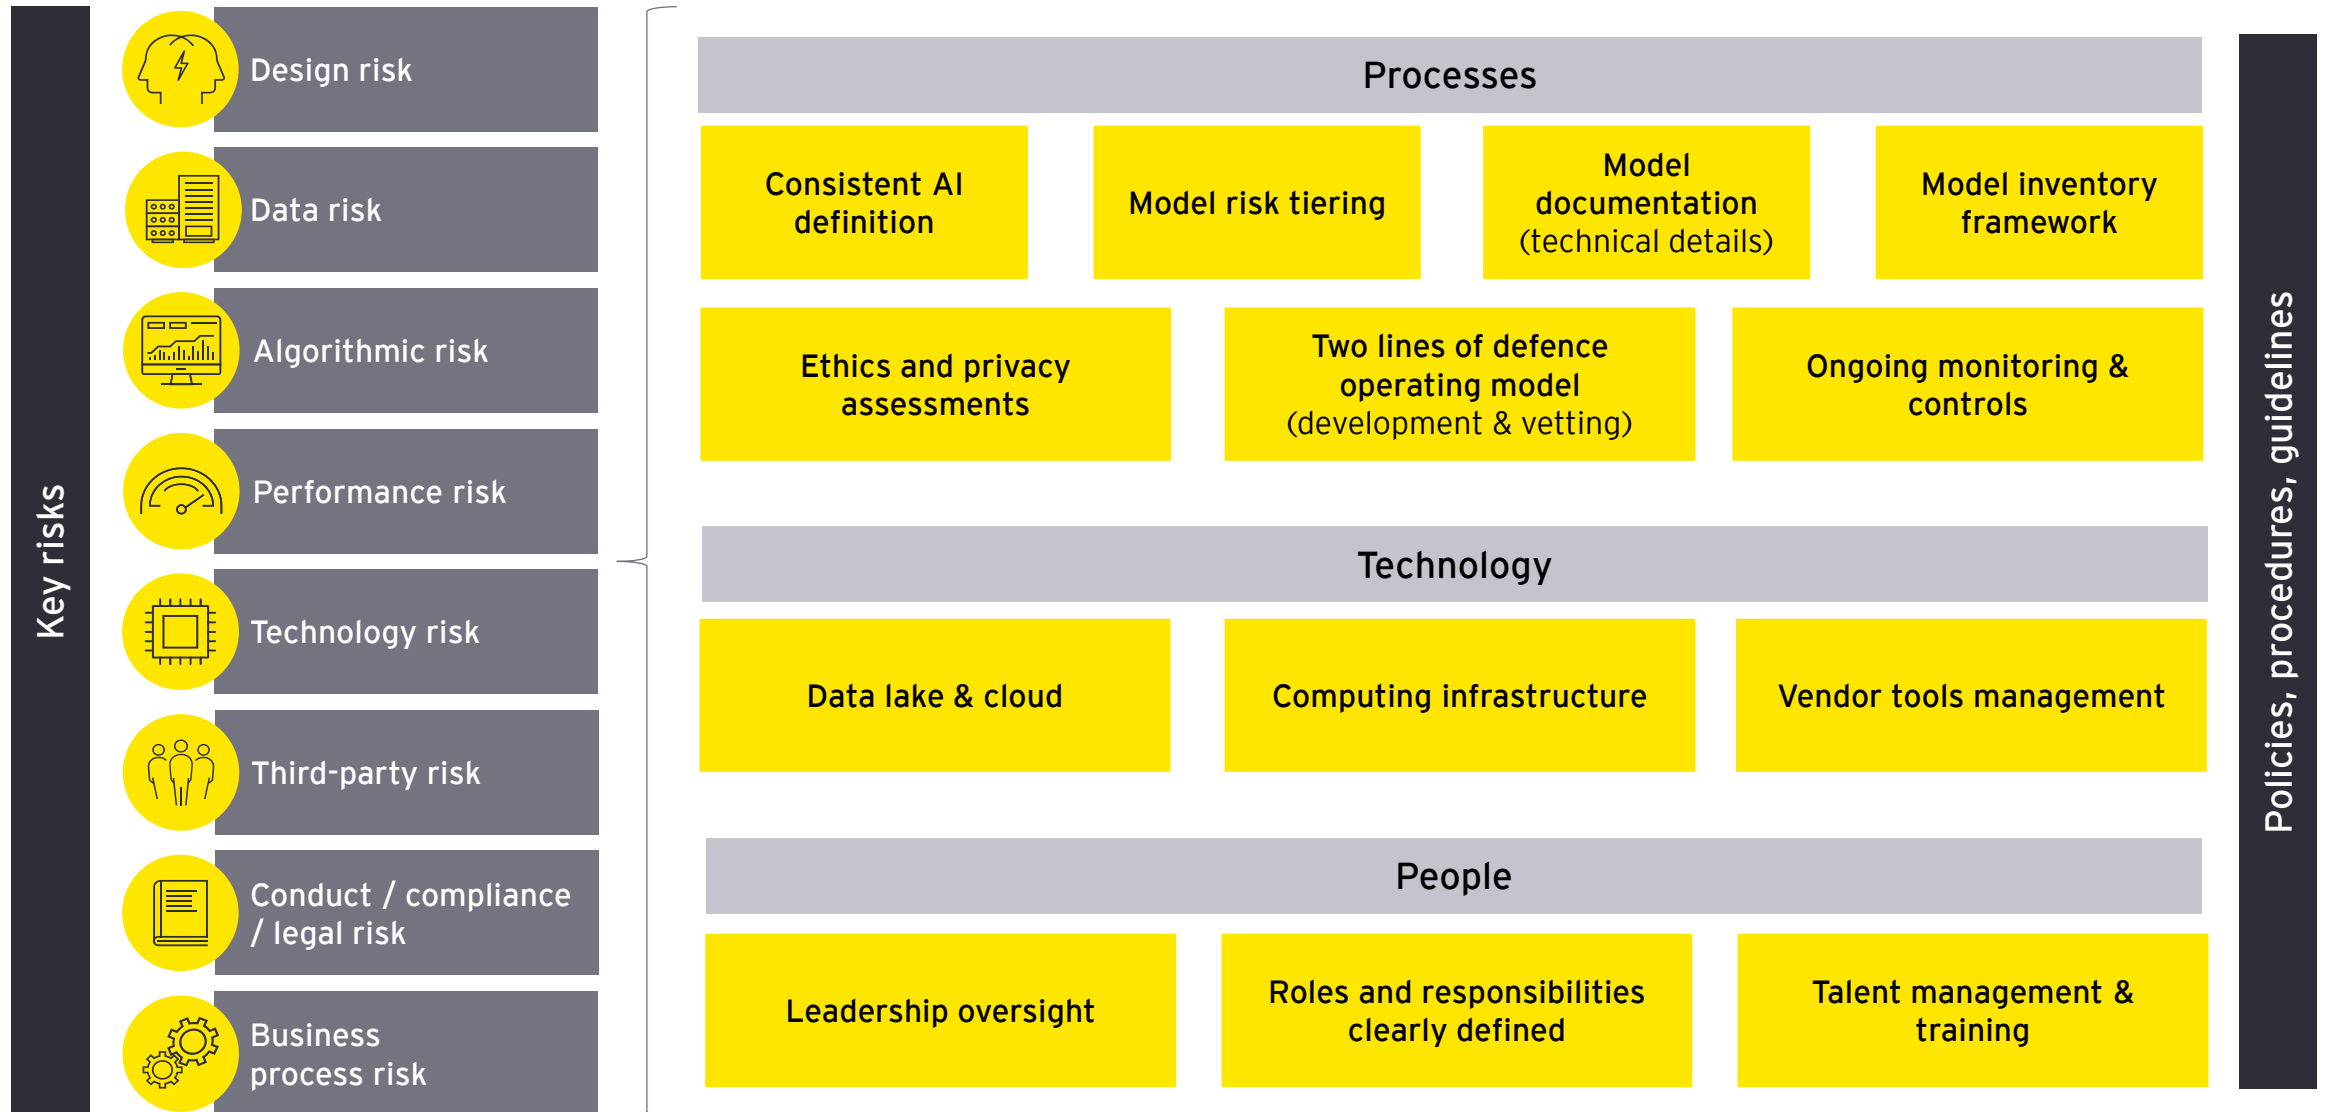 Key risks
Design risk
Data risk
Algorithmic risk
Performance risk
Technology risk
Third-party risk
Conduct / compliance
/ legal risk
Business
process risk
Processes
Consistent AI
definition
Model risk tiering
Model
documentation
(technical details)
Model inventory
framework
Ethics and privacy
assessments
Two lines of defence
operating model
(development & vetting)
Ongoing monitoring &
controls
Technology
Data lake & cloud
Computing infrastructure
Vendor tools management
People
Leadership oversight
Roles and responsibilities
clearly defined
Talent management &
training
Policies, procedures, guidelines